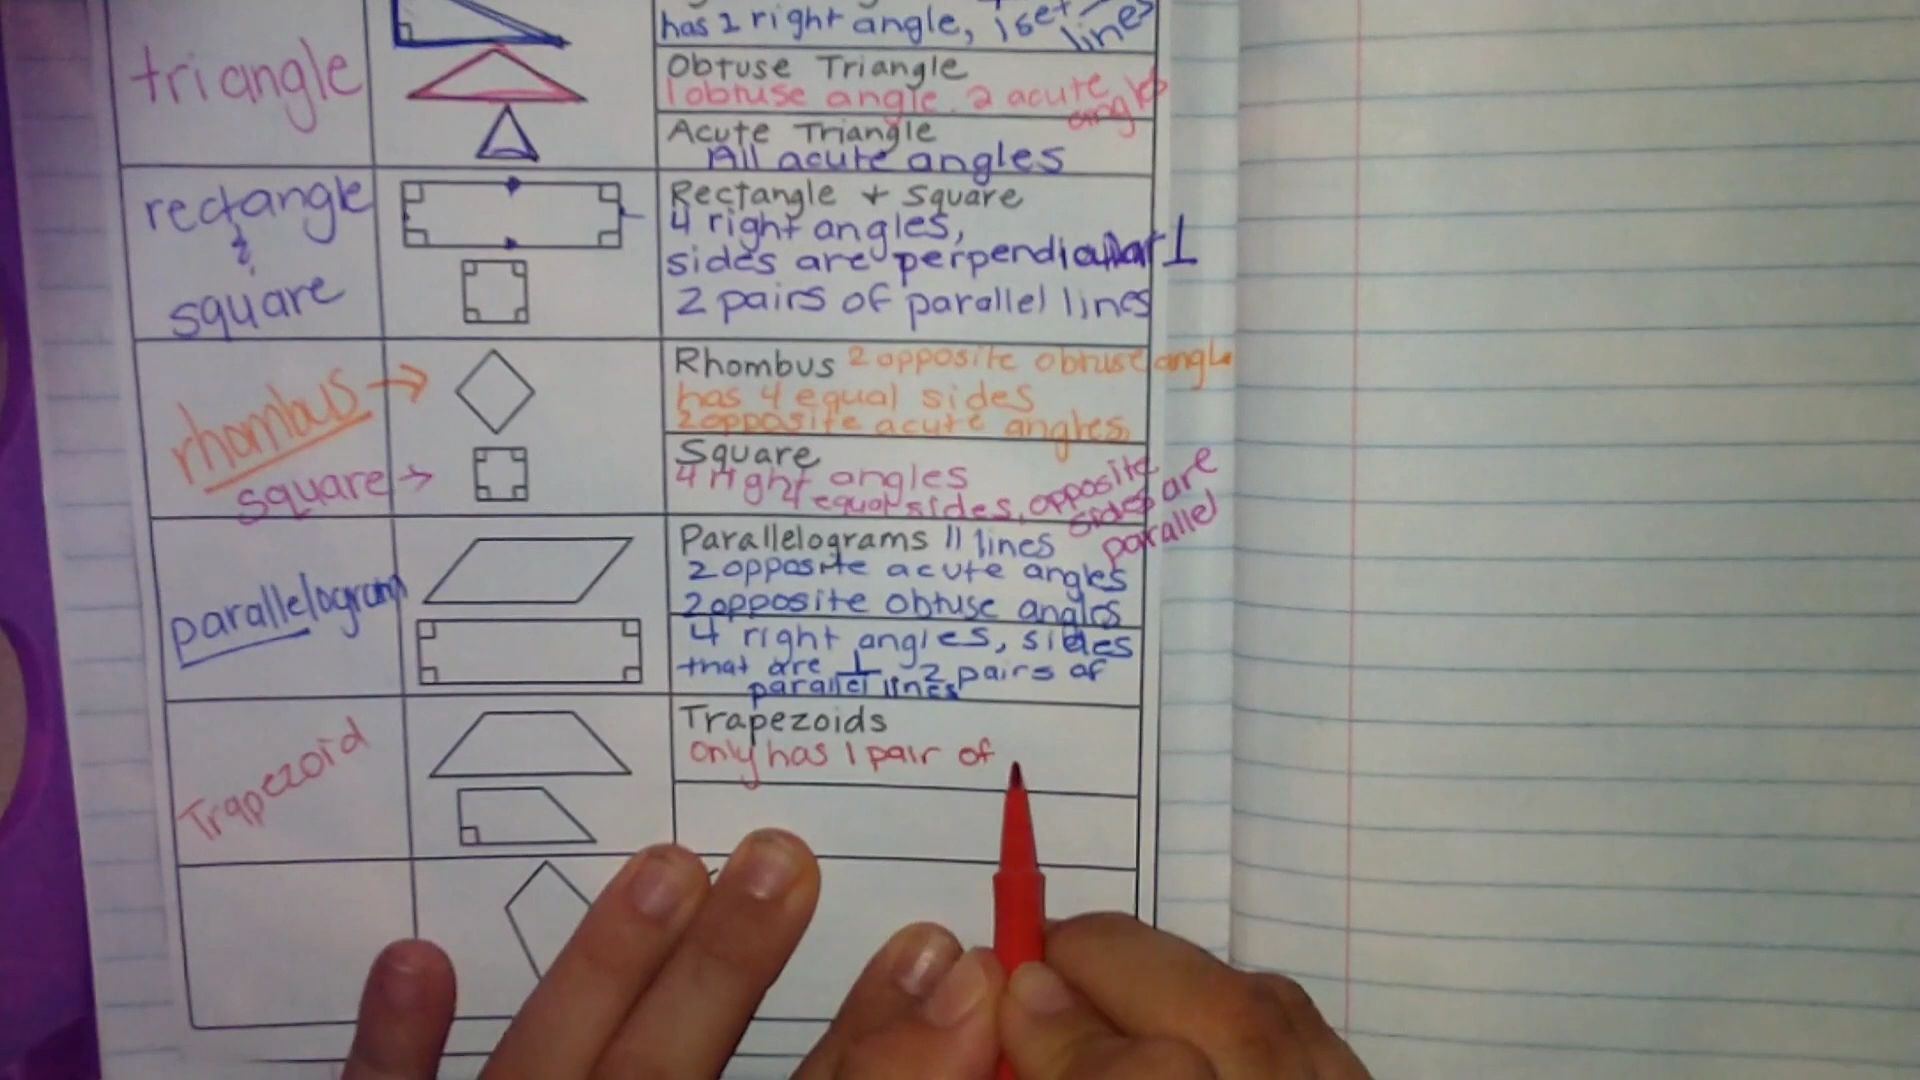 triangle
has 1 right angle, 1 set
lines
Obtuse Triangle
1 obtuse angle. 2 acute
angles
Acute Triangle
All acute angles
rectangle
&
square
Rectangle + Square
4 right angles,
sides are perpendicular ⊥
2 pairs of parallel lines
rhombus →
square →
Rhombus 2 opposite obtuse angle
has 4 equal sides
2 opposite acute angles
Square
4 right angles
4 equal sides, opposite
sides are
parallel
parallelogram
Parallelograms || lines
2 opposite acute angles
2 opposite obtuse angles
4 right angles, sides
that are ⊥ 2 pairs of
parallel lines
Trapezoid
Trapezoids
Only has 1 pair of